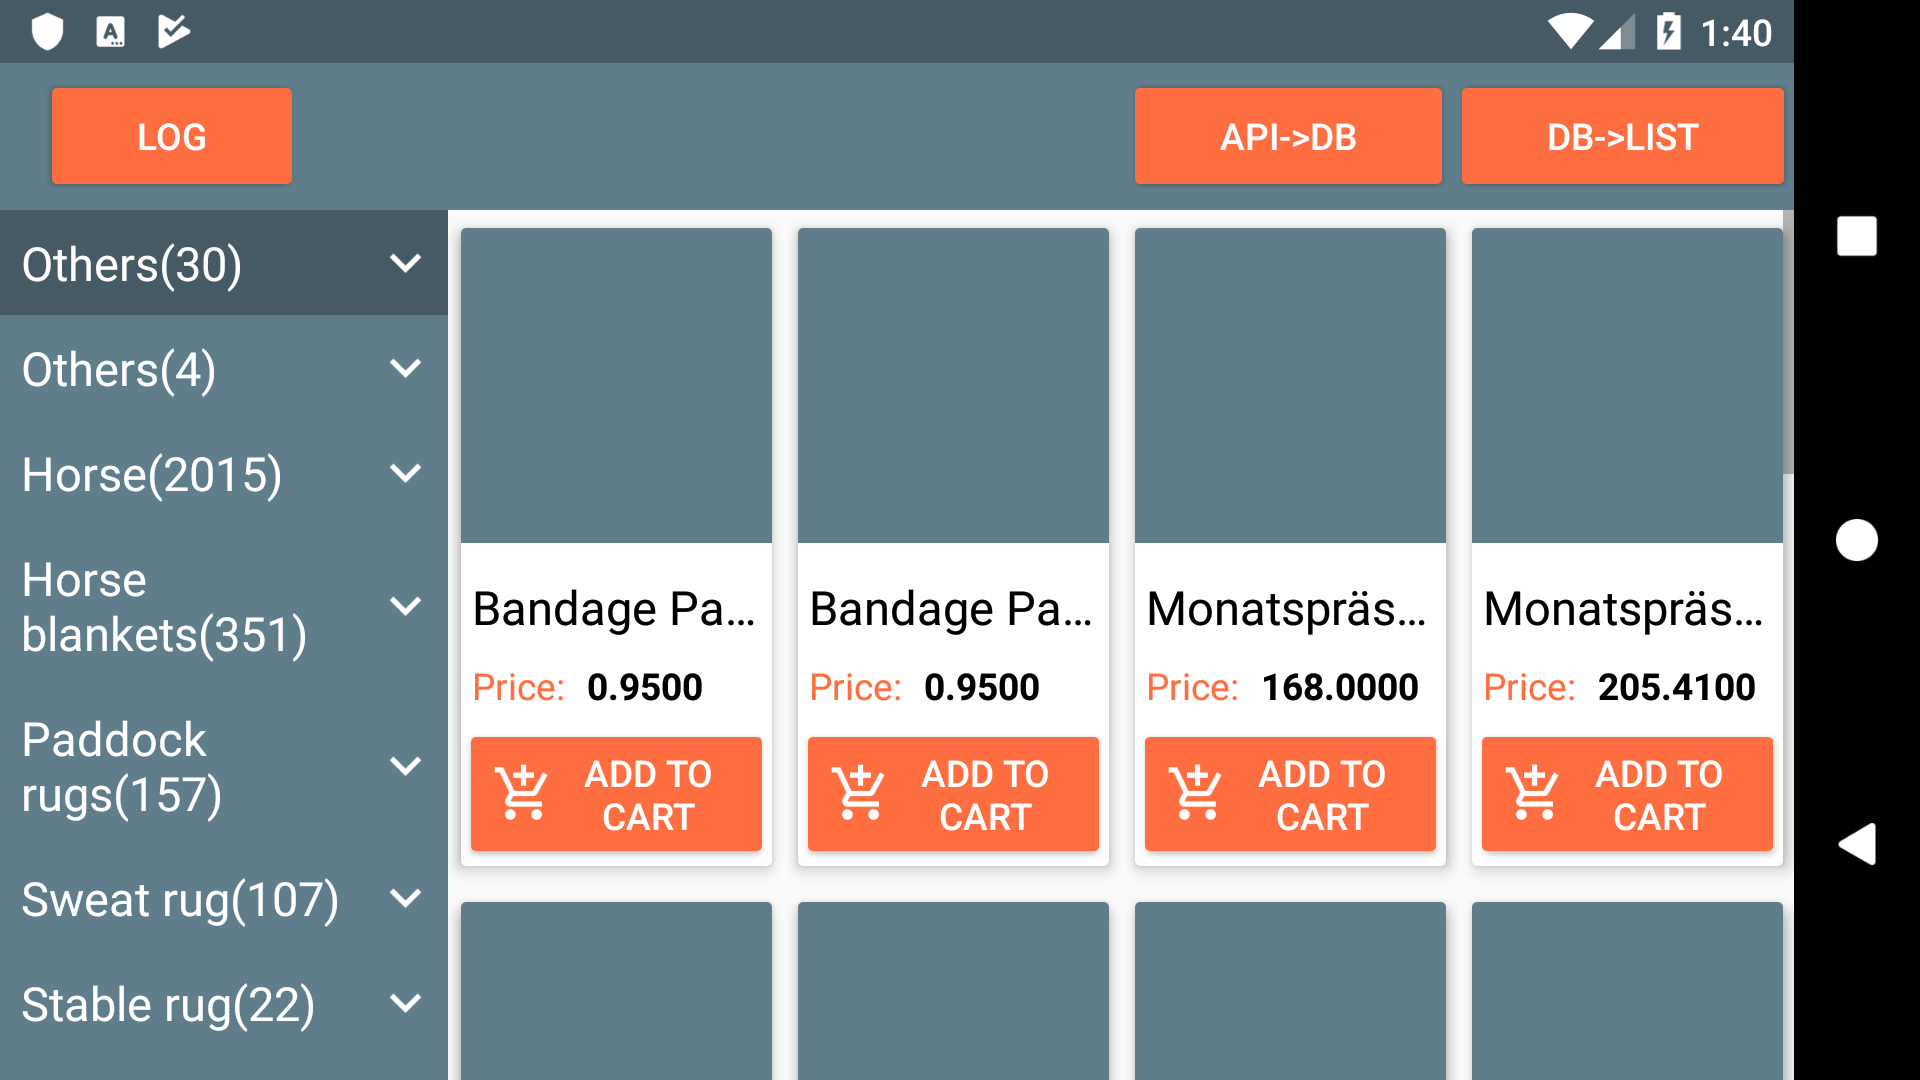 1:40
LOG
API->DB
DB->LIST
Others(30)
Others(4)
Horse(2015)
Horse
blankets(351)
Paddock
rugs(157)
Sweat rug(107)
Stable rug(22)
Bandage Pa...
Price: 0.9500
ADD TO
CART
Bandage Pa...
Price: 0.9500
ADD TO
CART
Monatspräs...
Price: 168.0000
ADD TO
CART
Monatspräs...
Price: 205.4100
ADD TO
CART